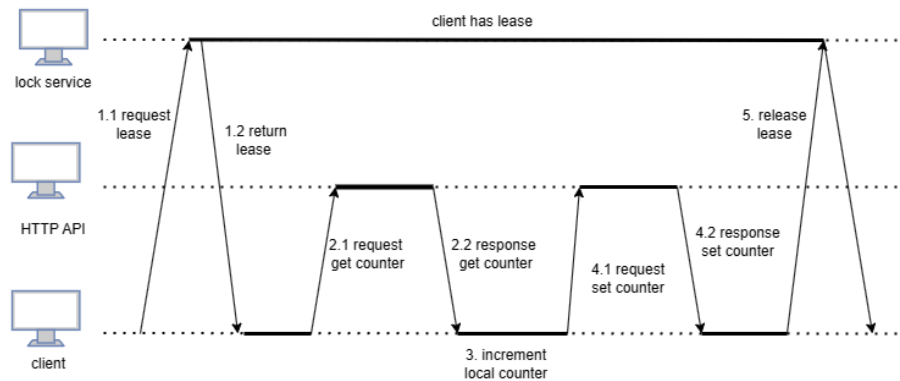 client has lease
lock service
1.1 request
lease
1.2 return
lease
5. release
lease
HTTP API
2.1 request
get counter
2.2 response
get counter
4.1 request
set counter
4.2 response
set counter
3. increment
local counter
client